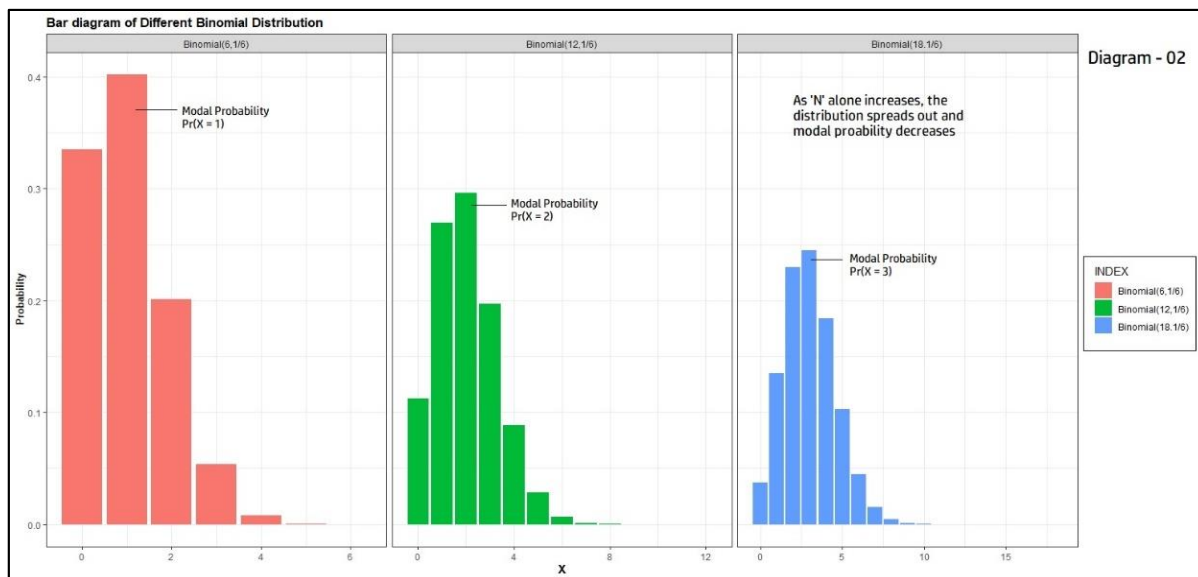 Bar diagram of Different Binomial Distribution
Binomial(6,1/6)
Binomial(12,1/6)
Binomial(18.1/6)
Diagram - 02
0.4
0.3
0.2
0.1
0.0
Probability
Modal Probability
Pr(X = 1)
Modal Probability
Pr(X = 2)
As 'N' alone increases, the
distribution spreads out and
modal proability decreases
Modal Probability
Pr(X = 3)
INDEX
Binomial(6,1/6)
Binomial(12,1/6)
Binomial(18.1/6)
0 2 4 6
0 4 8 12
0 5 10 15
X